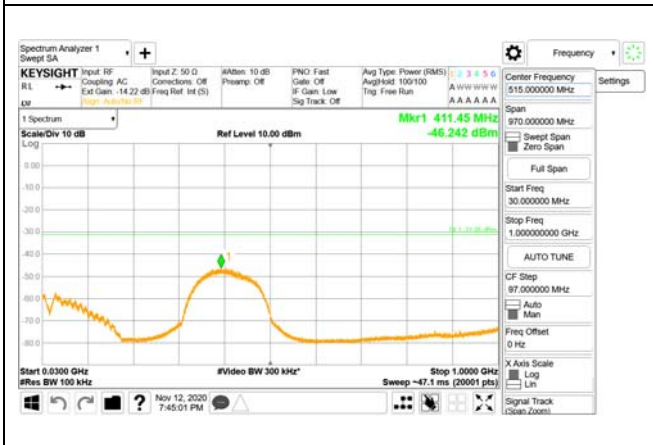 Spectrum Analyzer 1
Swept SA
Frequency
KEYSIGHT
Input: RF
Input Z: 50 Ω
#Atten: 10 dB
PNO: Fast
Avg Type: Power (RMS)
1 2 3 4 5 6
RL
Coupling: AC
Corrections: Off
Preamp: Off
Gate: Off
Avg|Hold: 100/100
A W W W W W
Ext Gain: -14.22 dB
Freq Ref: Int (S)
IF Gain: Low
Trig: Free Run
Align: Auto/No RF
Sig Track: Off
A A A A A A
1 Spectrum
Mkr1 411.45 MHz
Scale/Div 10 dB
Ref Level 10.00 dBm
-46.242 dBm
Log
0.00
-10.0
-20.0
-30.0
-40.0
-50.0
-60.0
-70.0
-80.0
1
Start 0.0300 GHz
#Video BW 300 kHz*
Stop 1.0000 GHz
#Res BW 100 kHz
Sweep ~47.1 ms (20001 pts)
Center Frequency
515.000000 MHz
Settings
Span
970.000000 MHz
Swept Span
Zero Span
Full Span
Start Freq
30.000000 MHz
Stop Freq
1.000000000 GHz
AUTO TUNE
CF Step
97.000000 MHz
Auto
Man
Freq Offset
0 Hz
X Axis Scale
Log
Lin
Signal Track
(Span Zoom)
?
Nov 12, 2020
7:45:01 PM